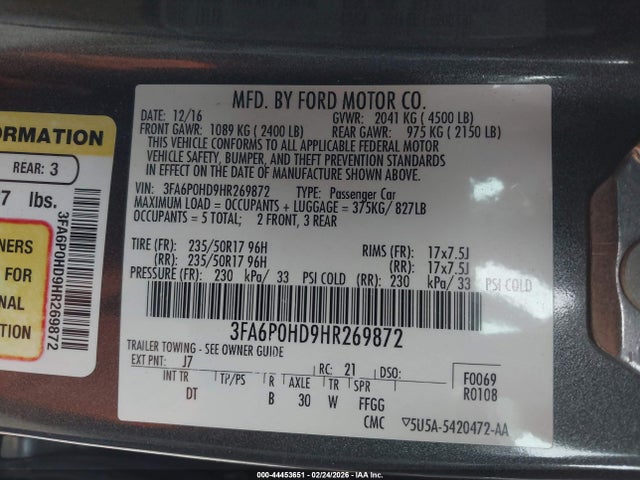 ORMATION
REAR: 3
7 lbs.
NERS
FOR
NAL
TION
3FA6P0HD9HR269872
MFD. BY FORD MOTOR CO.
DATE: 12/16 GVWR: 2041 KG ( 4500 LB)
FRONT GAWR: 1089 KG ( 2400 LB) REAR GAWR: 975 KG ( 2150 LB)
THIS VEHICLE CONFORMS TO ALL APPLICABLE FEDERAL MOTOR
VEHICLE SAFETY, BUMPER, AND THEFT PREVENTION STANDARDS
IN EFFECT ON THE DATE OF MANUFACTURE SHOWN ABOVE.
VIN: 3FA6P0HD9HR269872 TYPE: Passenger Car
MAXIMUM LOAD = OCCUPANTS + LUGGAGE = 375KG/ 827LB
OCCUPANTS = 5 TOTAL; 2 FRONT, 3 REAR
TIRE (FR): 235/50R17 96H RIMS (FR): 17x7.5J
(RR): 235/50R17 96H (RR): 17x7.5J
PRESSURE (FR): 230 kPa/ 33 PSI COLD (RR): 230 kPa/ 33 PSI COLD
3FA6P0HD9HR269872
TRAILER TOWING - SEE OWNER GUIDE
EXT PNT: J7 RC: 21 DSO: F0069
INT TR TP/PS R AXLE TR SPR R0108
DT B 30 W FFGG
CMC ▽5U5A-5420472-AA
000-44453651 | 02/24/2026 - IAA Inc.